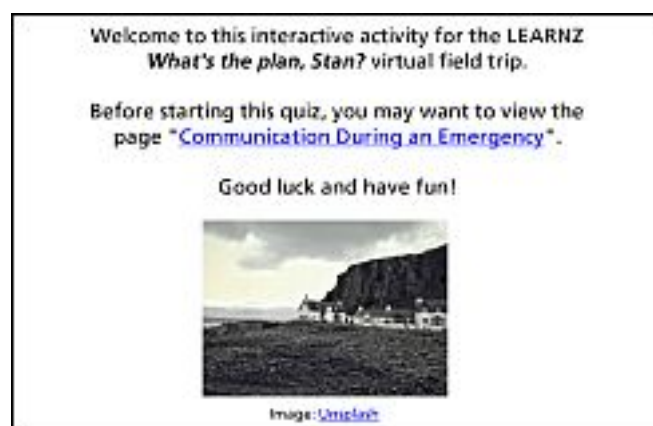 Welcome to this interactive activity for the LEARNZ
What's the plan, Stan? virtual field trip.
Before starting this quiz, you may want to view the
page "Communication During an Emergency".
Good luck and have fun!
Image: Unsplash